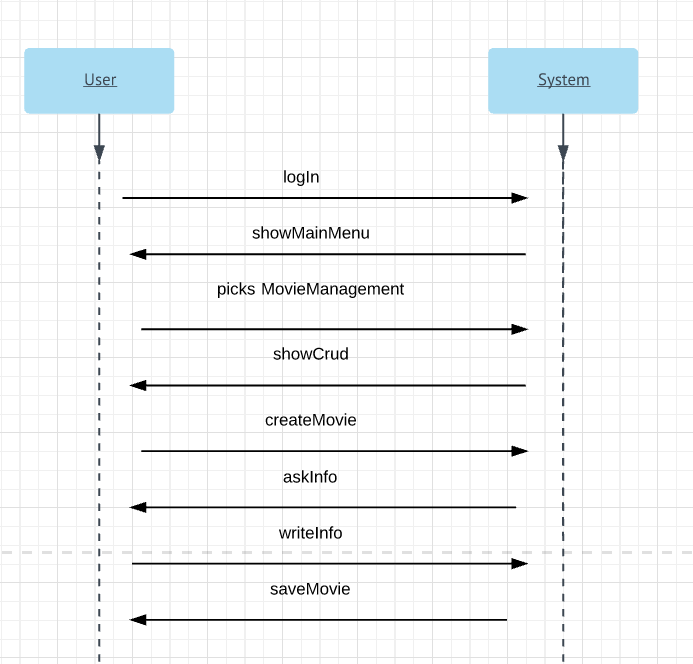 User
System
logIn
showMainMenu
picks MovieManagement
showCrud
createMovie
askInfo
writeInfo
saveMovie